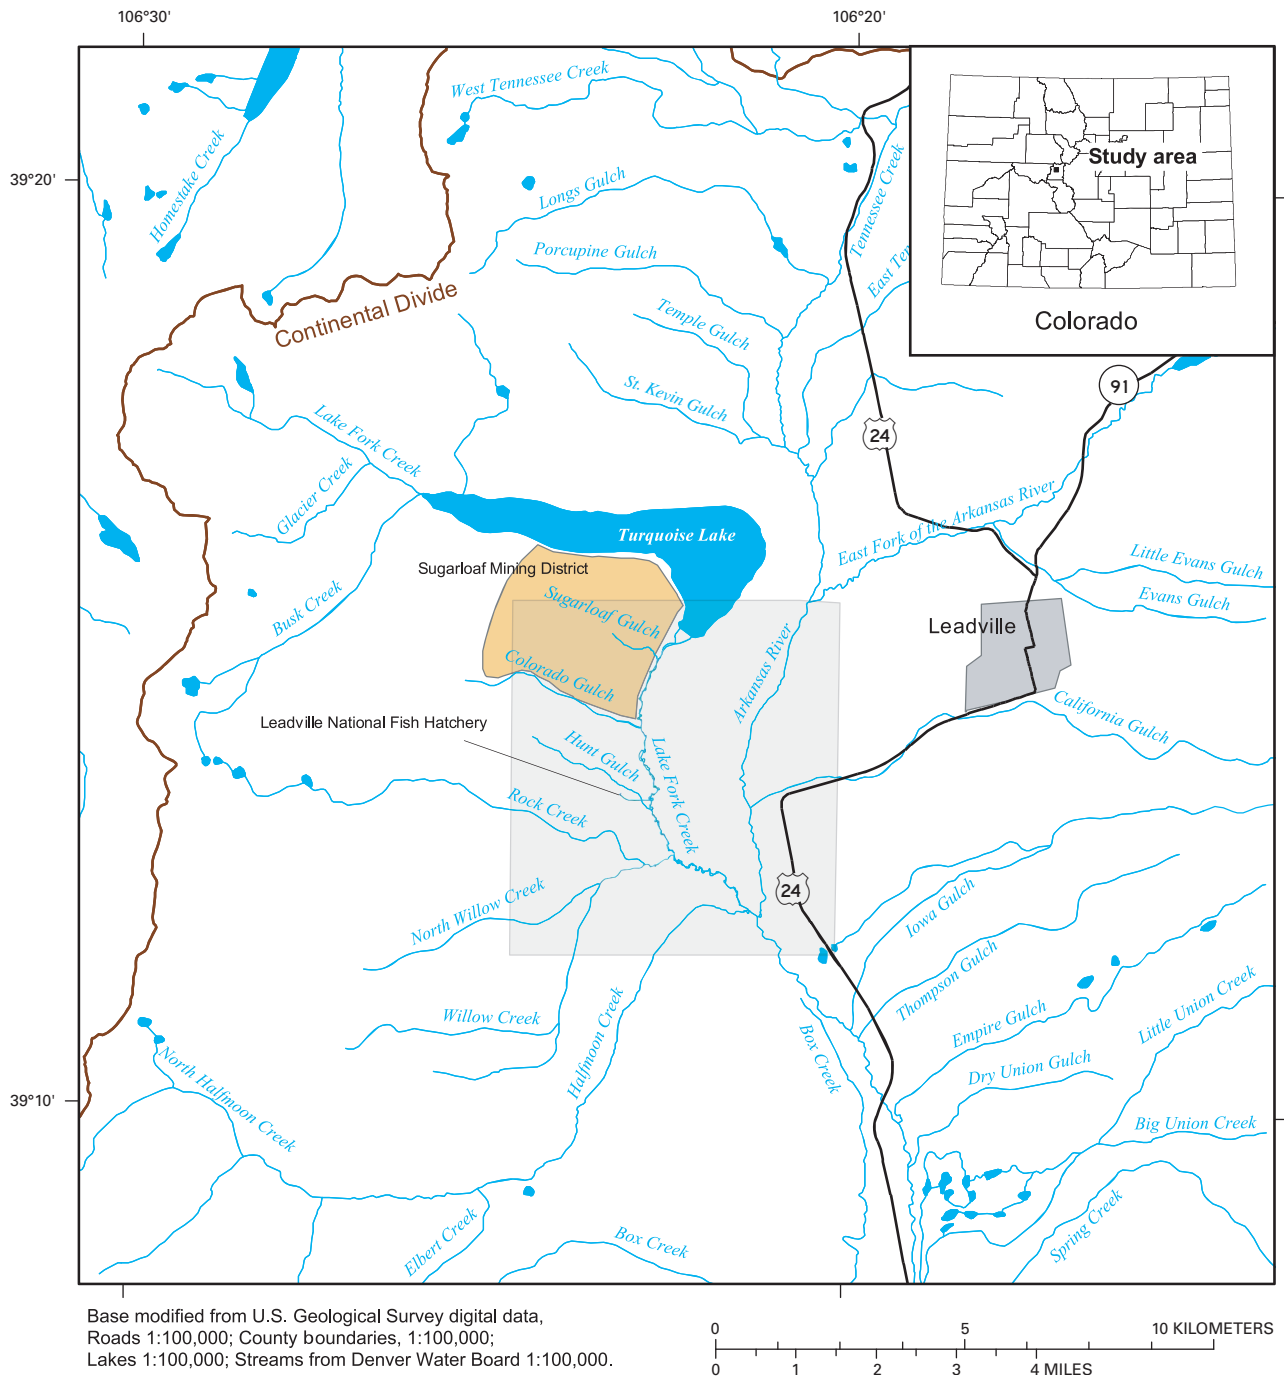 106°30'
106°20'
West Tennessee Creek
Homestake Creek
39°20'
Longs Gulch
Tennessee Creek
Study area
Porcupine Gulch
East Ten
Continental Divide
Temple Gulch
Colorado
St. Kevin Gulch
91
Lake Fork Creek
24
Glacier Creek
East Fork of the Arkansas River
Turquoise Lake
Little Evans Gulch
Sugarloaf Mining District
Evans Gulch
Busk Creek
Sugarloaf Gulch
Leadville
Arkansas River
Colorado Gulch
California Gulch
Leadville National Fish Hatchery
Hunt Gulch
Lake Fork Creek
Rock Creek
24
North Willow Creek
Iowa Gulch
Thompson Gulch
Little Union Creek
Willow Creek
Halfmoon Creek
Empire Gulch
Box Creek
Dry Union Gulch
North Halfmoon Creek
39°10'
Big Union Creek
Elbert Creek
Box Creek
Spring Creek
Base modified from U.S. Geological Survey digital data,
Roads 1:100,000; County boundaries, 1:100,000;
Lakes 1:100,000; Streams from Denver Water Board 1:100,000.
0 5 10 KILOMETERS
0 1 2 3 4 MILES